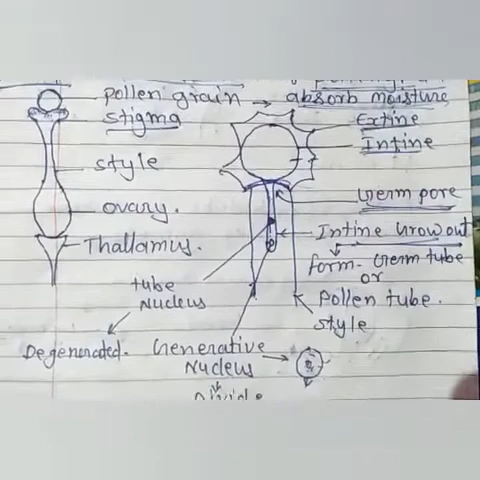 pollen grain → absorb moisture
stigma
Extine
Intine
style
Germ pore
ovary.
Intine Grow out
Thallamus.
form - Germ tube
or
tube
Nucleus
Pollen tube.
style
Degenerated.
Generative
Nucleus